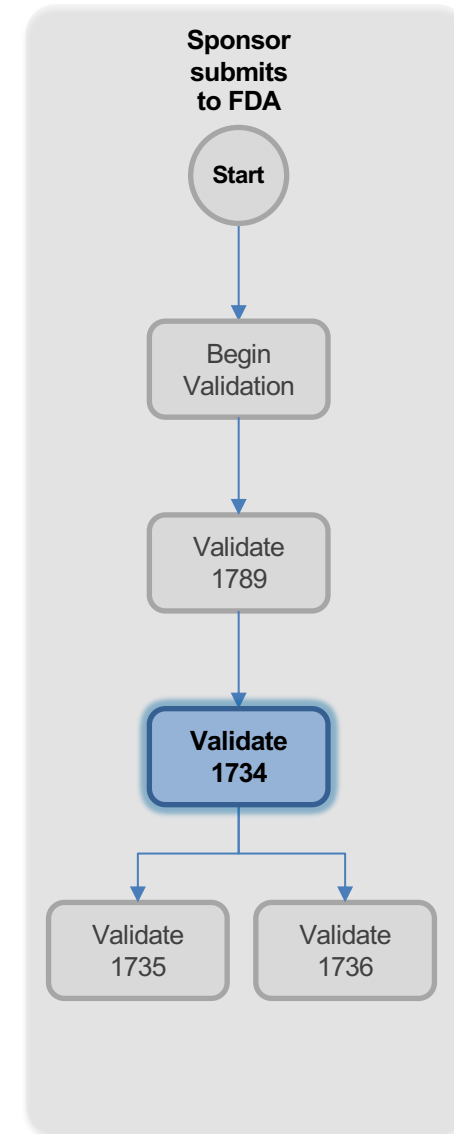 Sponsor
submits
to FDA
Start
Begin
Validation
Validate
1789
Validate
1734
Validate
1735
Validate
1736